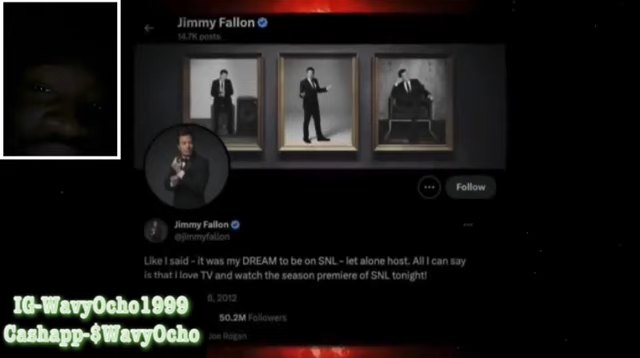 Jimmy Fallon
14.7K posts
Follow
Jimmy Fallon
@jimmyfallon
Like I said - it was my DREAM to be on SNL - let alone host. All I can say
is that I love TV and watch the season premiere of SNL tonight!
6, 2012
50.2M Followers
Joe Rogan
IG-WavyOcho1999
Cashapp-$WavyOcho